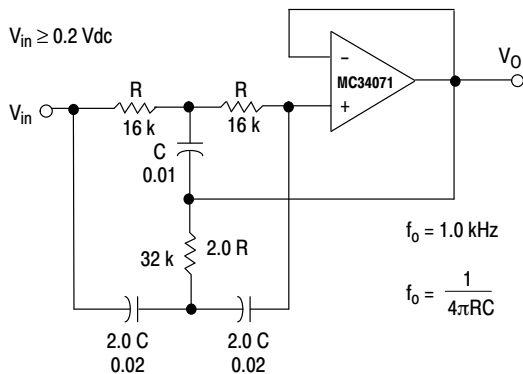 V_in ≥ 0.2 Vdc
V_in
R
16 k
R
16 k
−
MC34071
+
V_O
C
0.01
32 k
2.0 R
2.0 C
0.02
2.0 C
0.02
f_o = 1.0 kHz
f_o = 1 / 4πRC